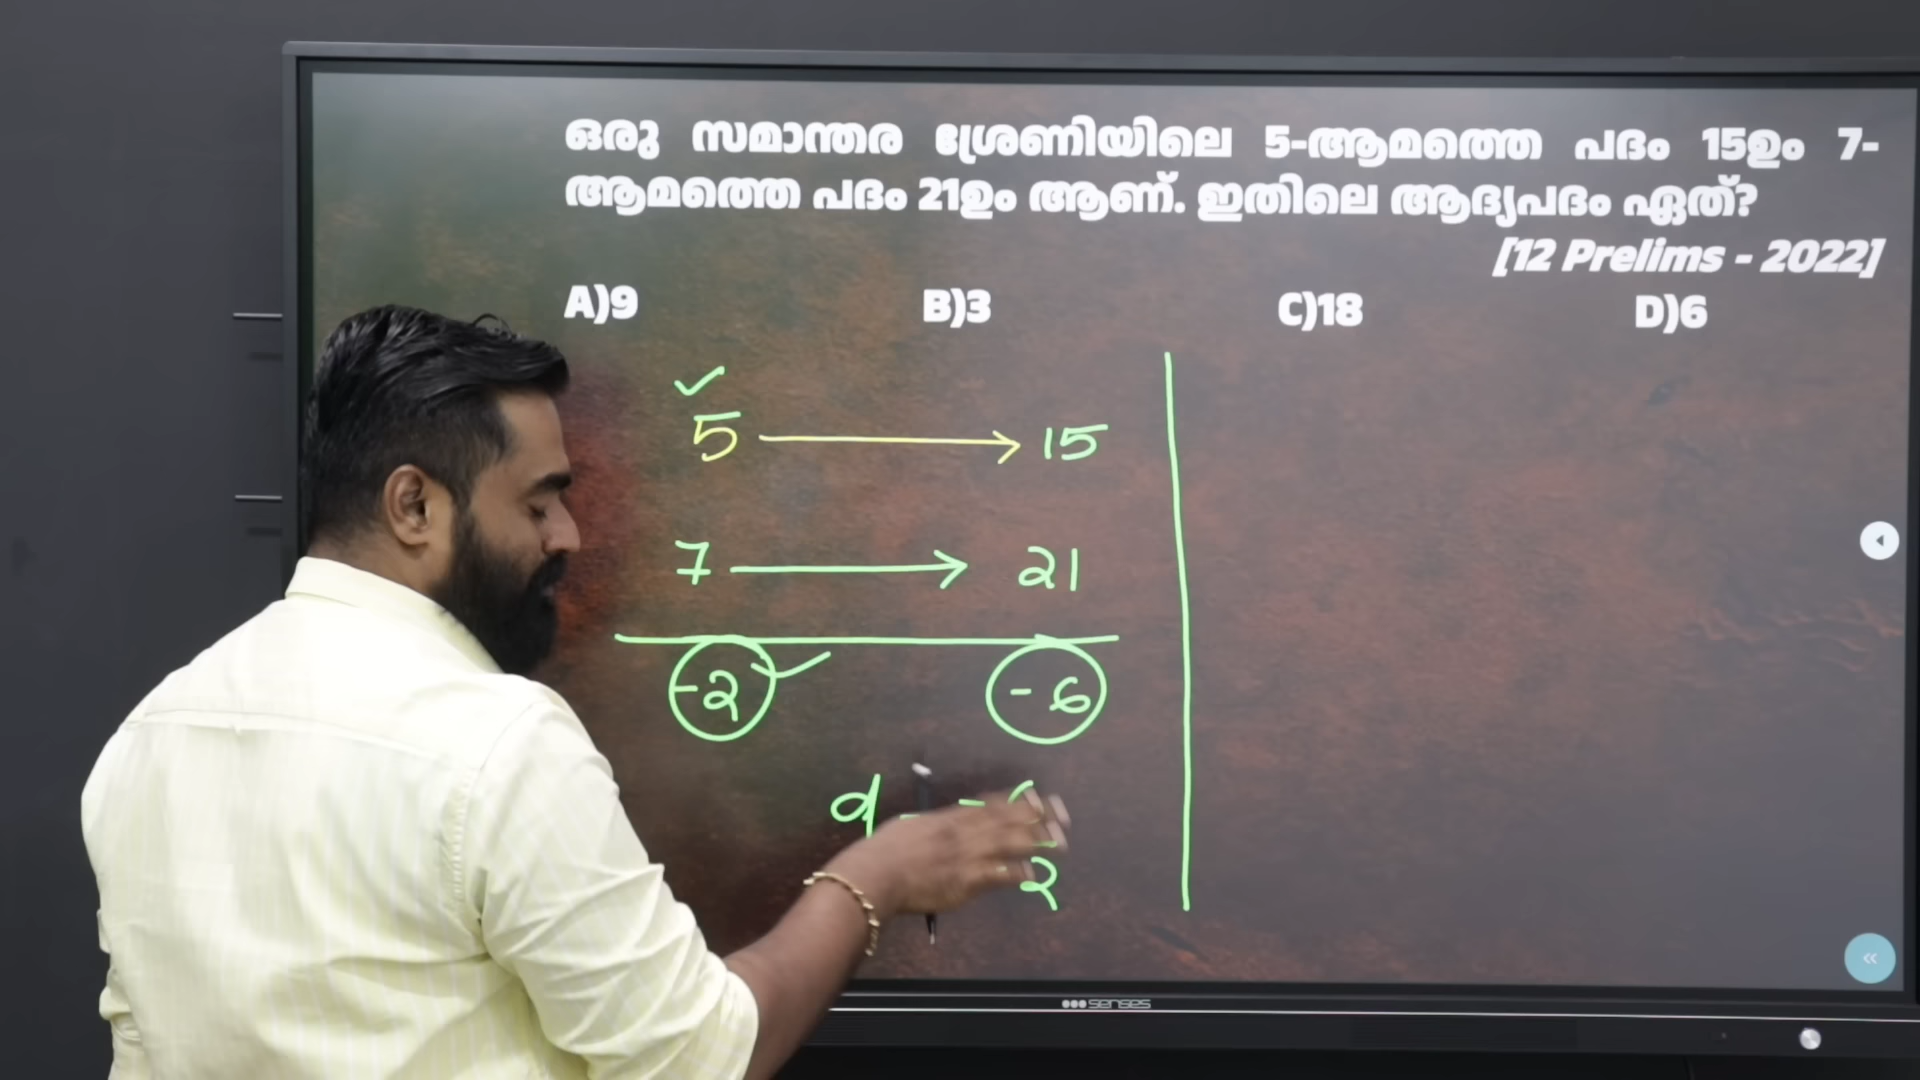 ഒരു സമാന്തര ശ്രേണിയിലെ 5-ആമത്തെ പദം 15ഉം 7-
ആമത്തെ പദം 21ഉം ആണ്. ഇതിലെ ആദ്യപദം ഏത്?
[12 Prelims - 2022]
A)9 B)3 C)18 D)6
5 → 15
7 → 21
-2 -6
d
2
senses